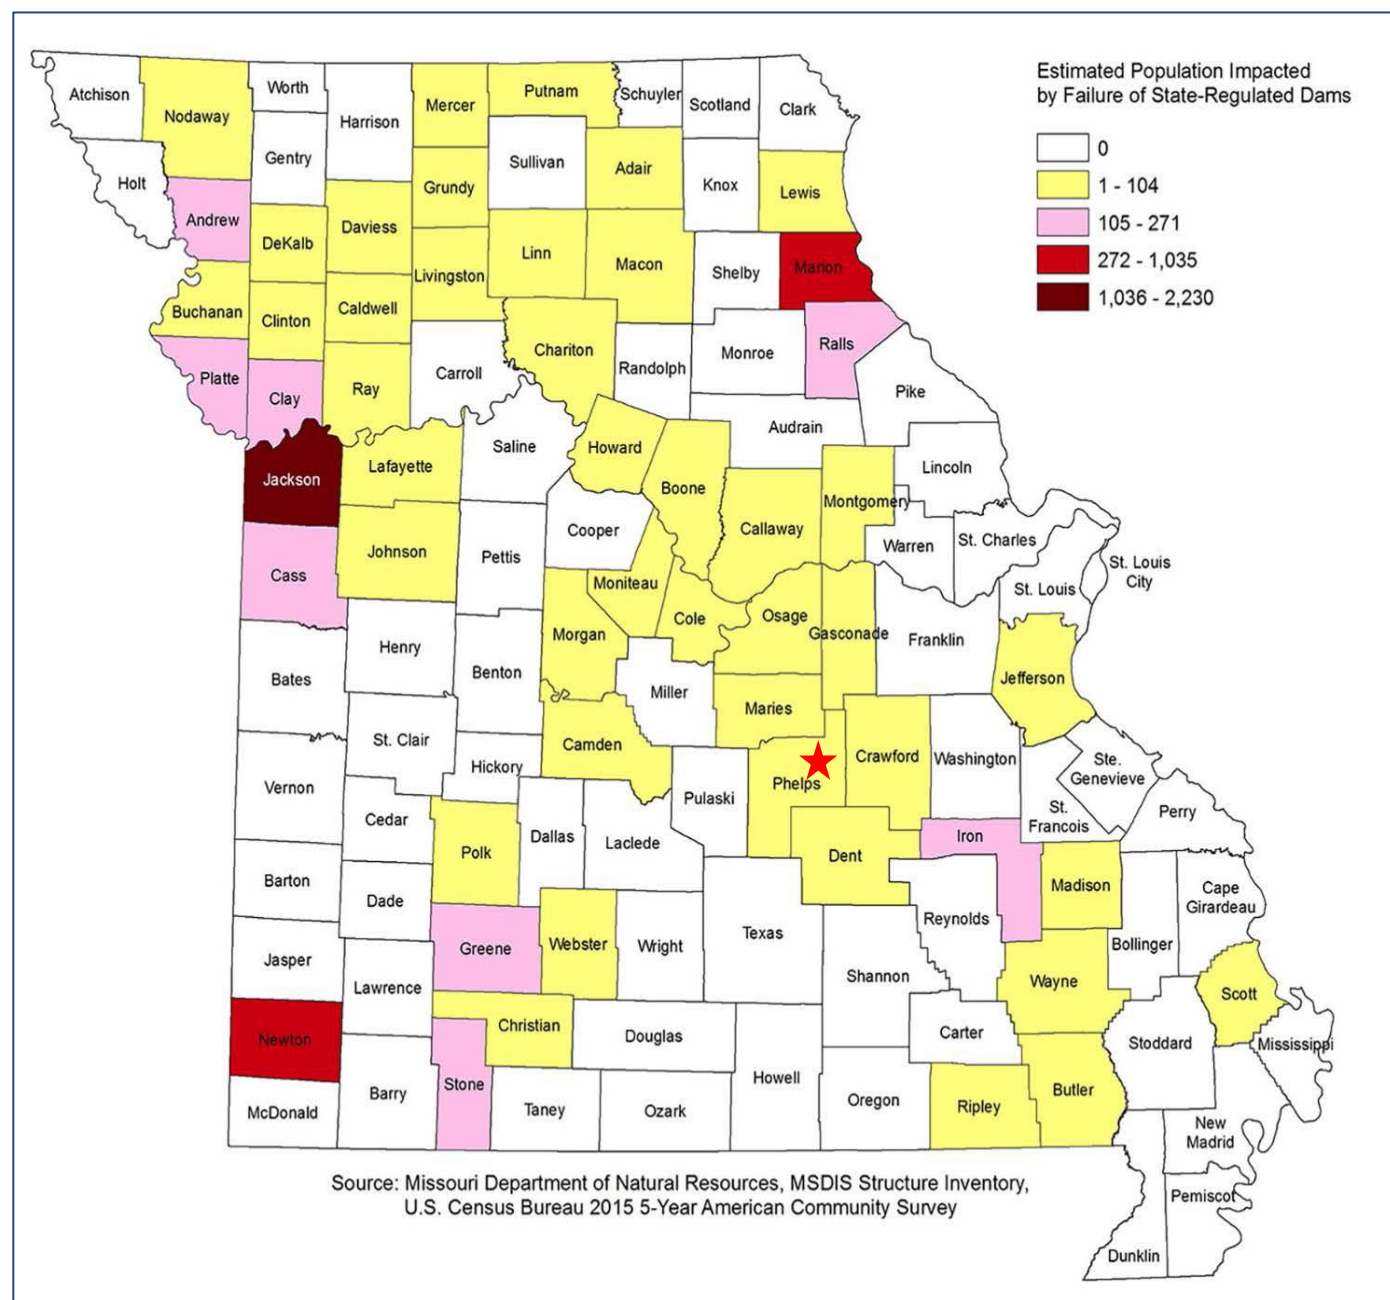 Estimated Population Impacted
by Failure of State-Regulated Dams
0
1 - 104
105 - 271
272 - 1,035
1,036 - 2,230
Atchison
Nodaway
Worth
Harrison
Mercer
Putnam
Schuyler
Scotland
Clark
Holt
Gentry
Sullivan
Adair
Knox
Lewis
Andrew
DeKalb
Daviess
Grundy
Linn
Macon
Shelby
Marion
Livingston
Buchanan
Clinton
Caldwell
Chariton
Randolph
Monroe
Ralls
Platte
Clay
Ray
Carroll
Pike
Audrain
Saline
Howard
Boone
Lincoln
Jackson
Lafayette
Cooper
Callaway
Montgomery
Warren
St. Charles
St. Louis
City
St. Louis
Cass
Johnson
Pettis
Moniteau
Cole
Osage
Gasconade
Franklin
Morgan
Henry
Benton
Miller
Maries
Jefferson
Bates
St. Clair
Camden
Hickory
Pulaski
Phelps
Crawford
Washington
Ste.
Genevieve
St.
Francois
Perry
Vernon
Cedar
Polk
Dallas
Laclede
Dent
Iron
Madison
Cape
Girardeau
Barton
Dade
Greene
Webster
Wright
Texas
Reynolds
Bollinger
Jasper
Lawrence
Shannon
Wayne
Scott
Newton
Christian
Douglas
Carter
Stoddard
Mississippi
McDonald
Barry
Stone
Taney
Ozark
Howell
Oregon
Ripley
Butler
New
Madrid
Pemiscot
Dunklin
Source: Missouri Department of Natural Resources, MSDIS Structure Inventory,
U.S. Census Bureau 2015 5-Year American Community Survey